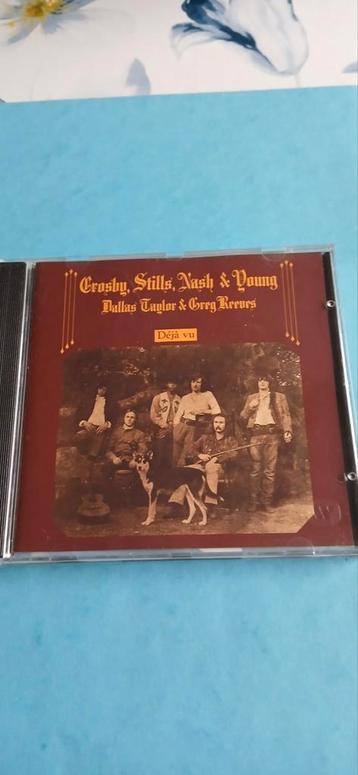 Crosby, Stills, Nash & Young
Dallas Taylor & Greg Reeves
Déjà vu